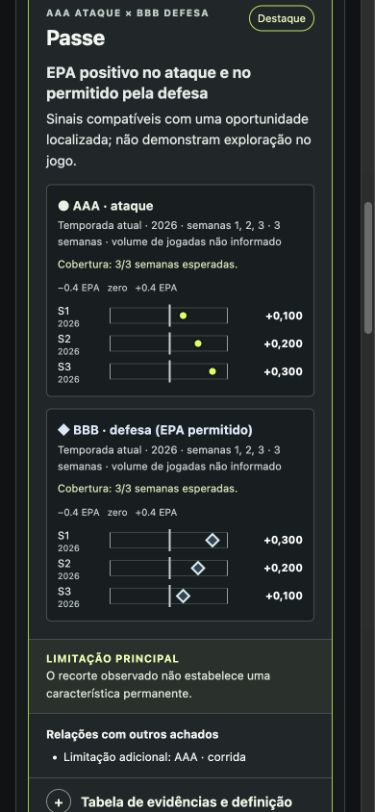 AAA ATAQUE × BBB DEFESA
Destaque
Passe
EPA positivo no ataque e no
permitido pela defesa
Sinais compatíveis com uma oportunidade
localizada; não demonstram exploração no
jogo.
AAA · ataque
Temporada atual · 2026 · semanas 1, 2, 3 · 3
semanas · volume de jogadas não informado
Cobertura: 3/3 semanas esperadas.
−0.4 EPA zero +0.4 EPA
S1
2026
+0,100
S2
2026
+0,200
S3
2026
+0,300
BBB · defesa (EPA permitido)
Temporada atual · 2026 · semanas 1, 2, 3 · 3
semanas · volume de jogadas não informado
Cobertura: 3/3 semanas esperadas.
−0.4 EPA zero +0.4 EPA
S1
2026
+0,300
S2
2026
+0,200
S3
2026
+0,100
LIMITAÇÃO PRINCIPAL
O recorte observado não estabelece uma
característica permanente.
Relações com outros achados
• Limitação adicional: AAA · corrida
+ Tabela de evidências e definição